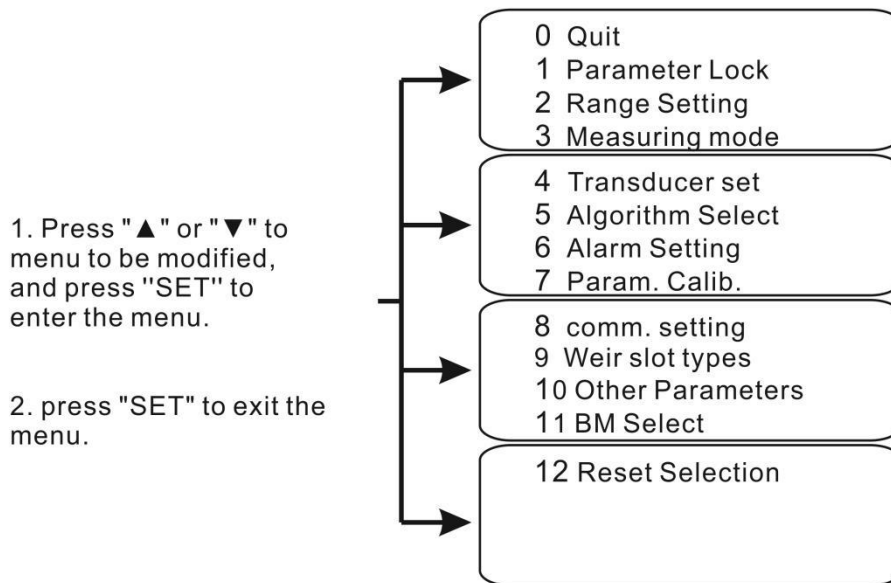 1. Press "▲" or "▼" to
menu to be modified,
and press ''SET'' to
enter the menu.
2. press "SET" to exit the
menu.
0 Quit
1 Parameter Lock
2 Range Setting
3 Measuring mode
4 Transducer set
5 Algorithm Select
6 Alarm Setting
7 Param. Calib.
8 comm. setting
9 Weir slot types
10 Other Parameters
11 BM Select
12 Reset Selection